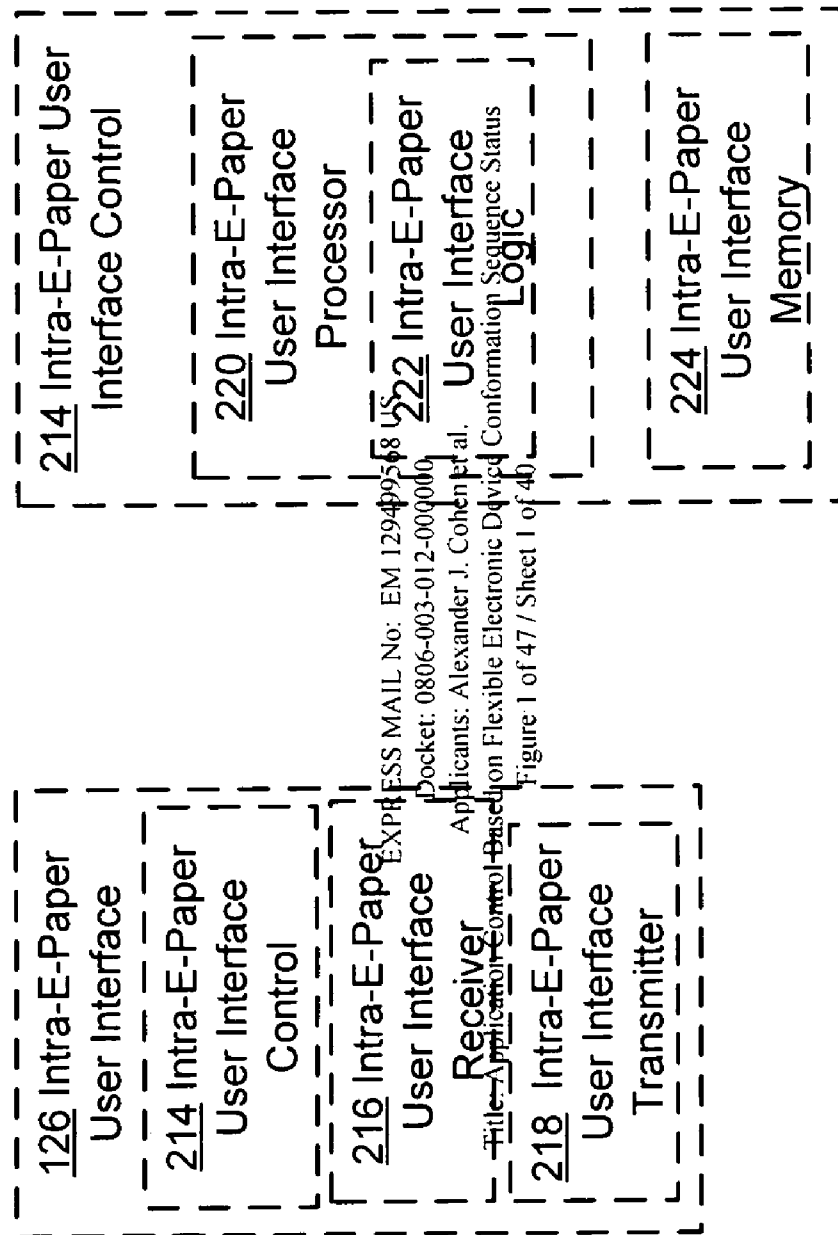 EXPRESS MAIL No: EM 129499568 US
Docket: 0806-003-012-000000
Applicants: Alexander J. Cohen et al.
Title: Application Control Based on Flexible Electronic Device Conformation Sequence Status
Figure 1 of 47 / Sheet 1 of 40
126 Intra-E-Paper
User Interface
214 Intra-E-Paper
User Interface
Control
216 Intra-E-Paper
User Interface
Receiver
218 Intra-E-Paper
User Interface
Transmitter
214 Intra-E-Paper User
Interface Control
220 Intra-E-Paper
User Interface
Processor
222 Intra-E-Paper
User Interface
Logic
224 Intra-E-Paper
User Interface
Memory